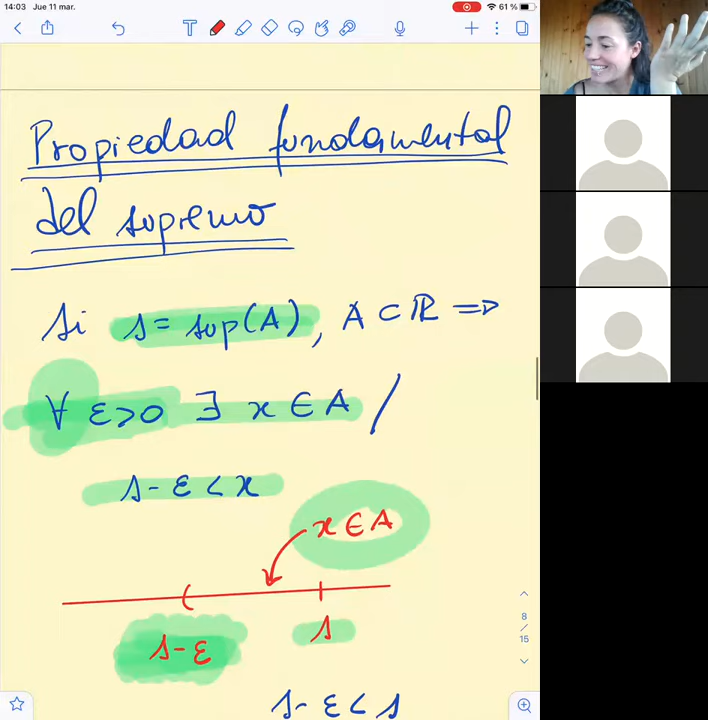 14:03 Jue 11 mar. 61 %
Propiedad fundamental
del supremo
Si s = sup(A), A ⊂ ℝ ⇒
∀ ε>0 ∃ x ∈ A /
s - ε < x
x ∈ A
(
s - ε s
s - ε < s
8
/
15